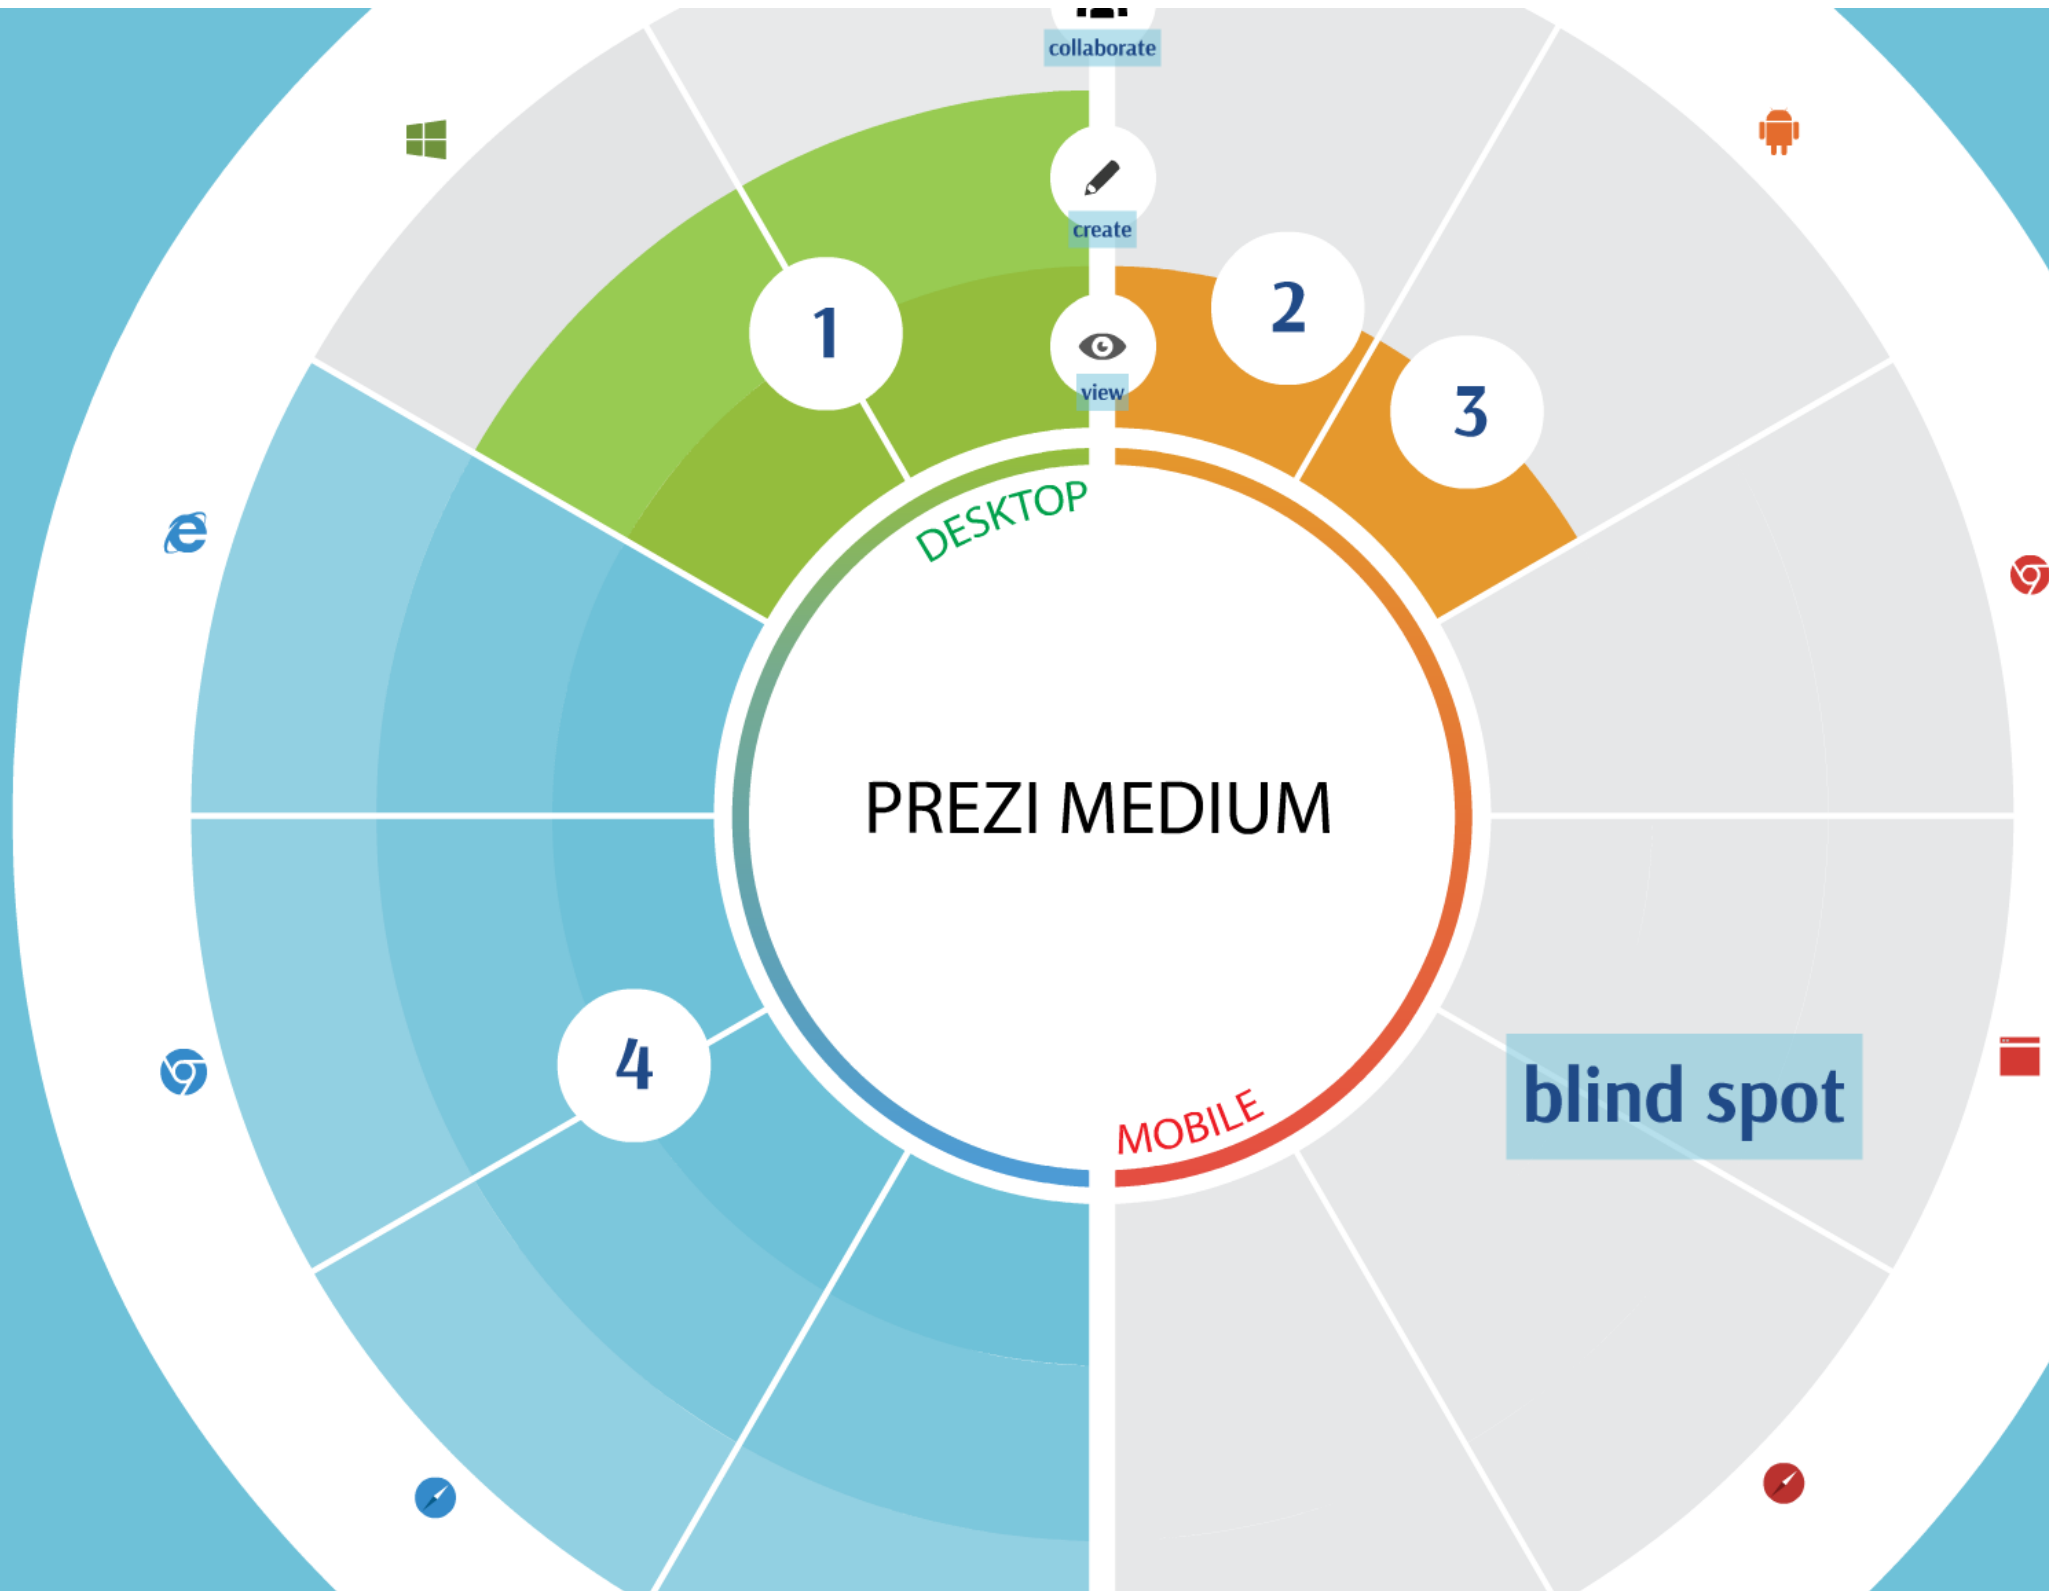 collaborate
create
view
1
2
3
DESKTOP
PREZI MEDIUM
4
MOBILE
blind spot